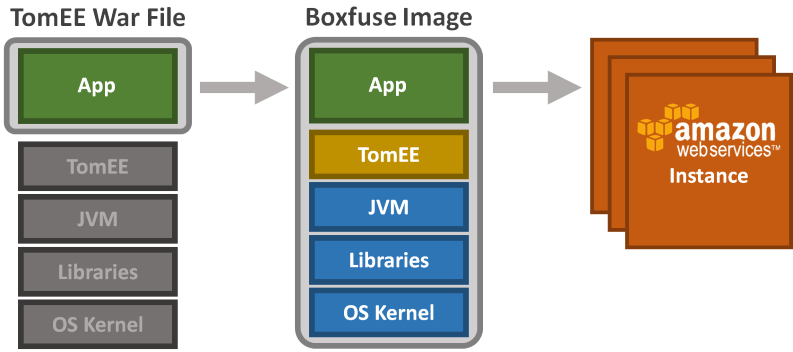 TomEE War File
App
TomEE
JVM
Libraries
OS Kernel
Boxfuse Image
App
TomEE
JVM
Libraries
OS Kernel
amazon
webservices™
Instance